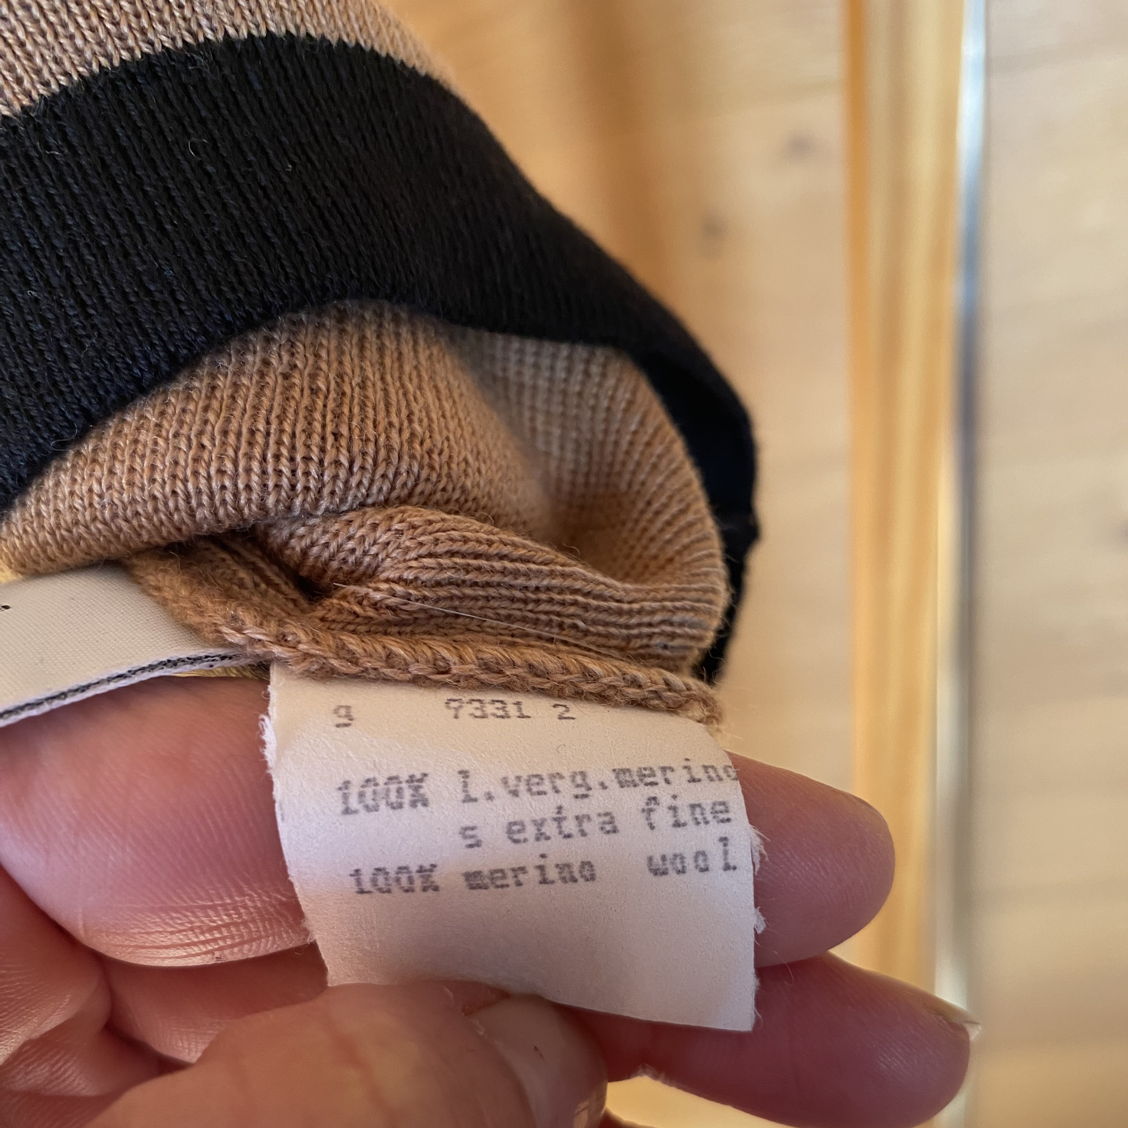 g 9331 2
100% l.verg.merino
s extra fine
100% merino wool